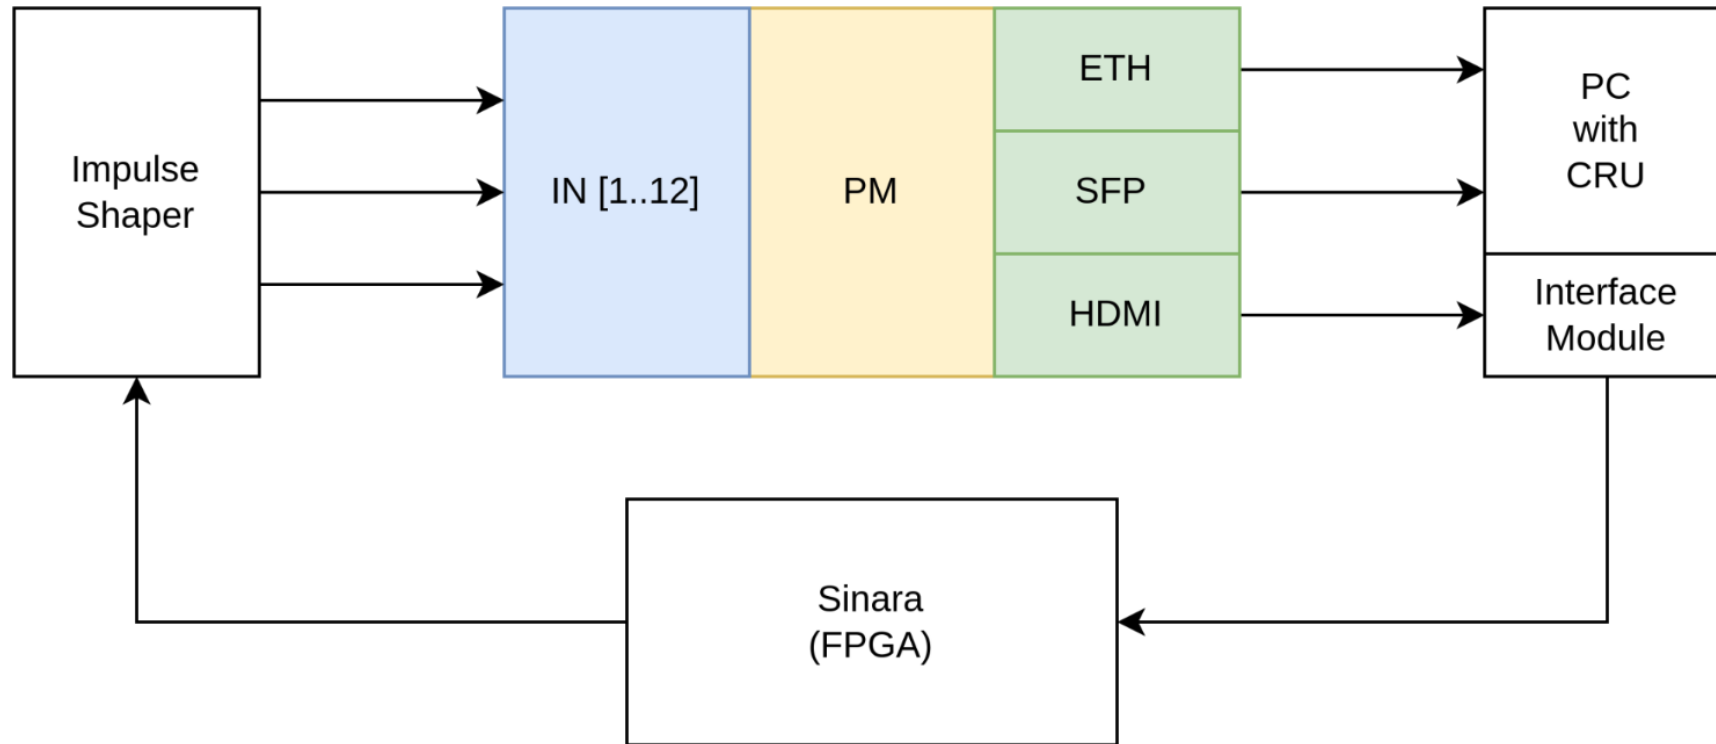 Impulse
Shaper
IN [1..12]
PM
ETH
SFP
HDMI
PC
with
CRU
Interface
Module
Sinara
(FPGA)